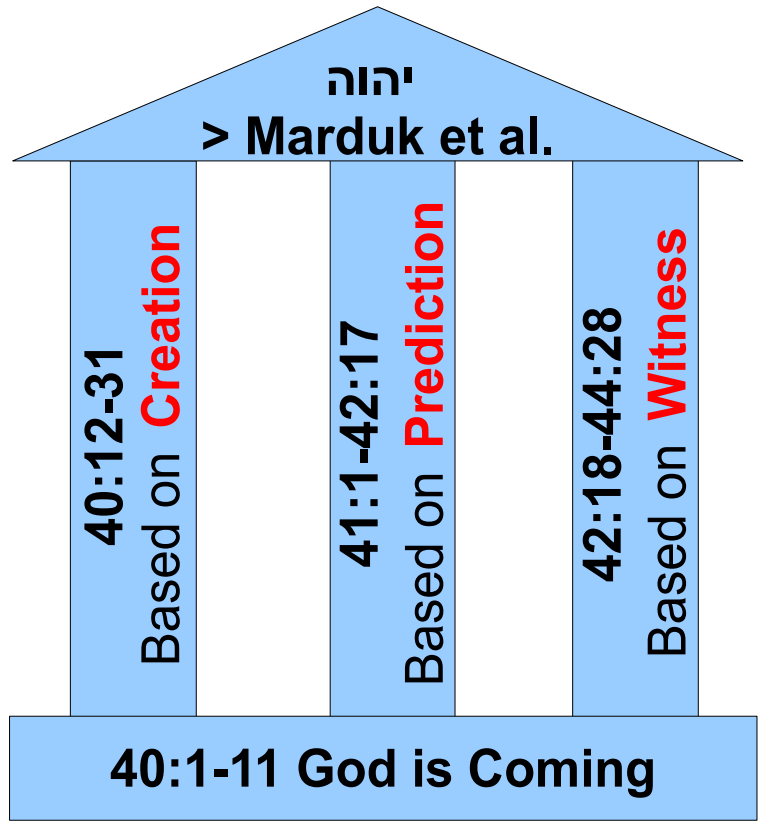 יהוה
> Marduk et al.
40:12-31
Based on Creation
41:1-42:17
Based on Prediction
42:18-44:28
Based on Witness
40:1-11 God is Coming